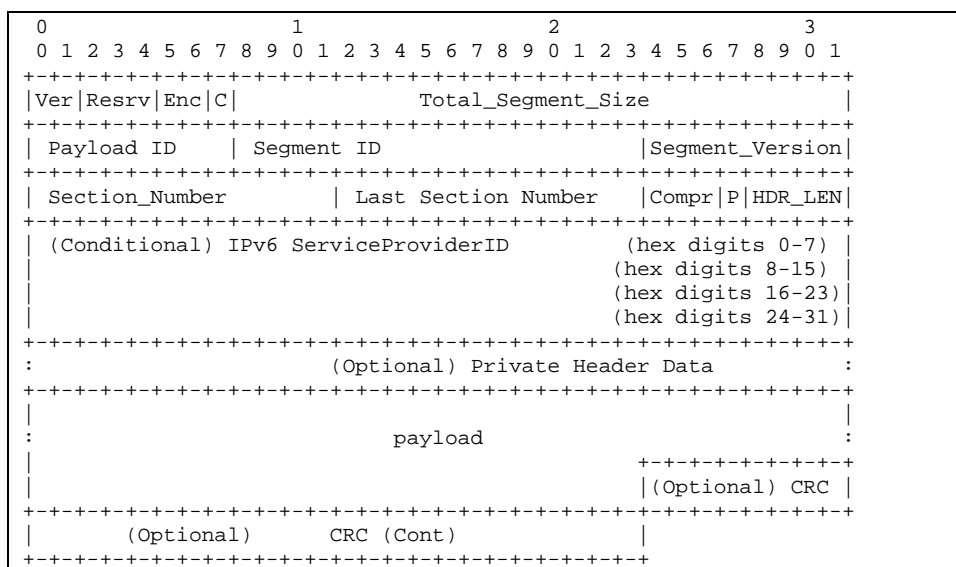 0                   1                   2                   3
 0 1 2 3 4 5 6 7 8 9 0 1 2 3 4 5 6 7 8 9 0 1 2 3 4 5 6 7 8 9 0 1
+-+-+-+-+-+-+-+-+-+-+-+-+-+-+-+-+-+-+-+-+-+-+-+-+-+-+-+-+-+-+-+-+
|Ver|Resrv|Enc|C|              Total_Segment_Size               |
+-+-+-+-+-+-+-+-+-+-+-+-+-+-+-+-+-+-+-+-+-+-+-+-+-+-+-+-+-+-+-+-+
| Payload ID    | Segment ID                    |Segment_Version|
+-+-+-+-+-+-+-+-+-+-+-+-+-+-+-+-+-+-+-+-+-+-+-+-+-+-+-+-+-+-+-+-+
| Section_Number        | Last Section Number   |Compr|P|HDR_LEN|
+-+-+-+-+-+-+-+-+-+-+-+-+-+-+-+-+-+-+-+-+-+-+-+-+-+-+-+-+-+-+-+-+
| (Conditional) IPv6 ServiceProviderID         (hex digits 0-7) |
|                                             (hex digits 8-15) |
|                                             (hex digits 16-23)|
|                                             (hex digits 24-31)|
+-+-+-+-+-+-+-+-+-+-+-+-+-+-+-+-+-+-+-+-+-+-+-+-+-+-+-+-+-+-+-+-+
:                       (Optional) Private Header Data          :
+-+-+-+-+-+-+-+-+-+-+-+-+-+-+-+-+-+-+-+-+-+-+-+-+-+-+-+-+-+-+-+-+
|                                                               |
:                            payload                            :
|                                               +-+-+-+-+-+-+-+-+
|                                               |(Optional) CRC |
+-+-+-+-+-+-+-+-+-+-+-+-+-+-+-+-+-+-+-+-+-+-+-+-+-+-+-+-+-+-+-+-+
|       (Optional)      CRC (Cont)              |
+-+-+-+-+-+-+-+-+-+-+-+-+-+-+-+-+-+-+-+-+-+-+-+-+